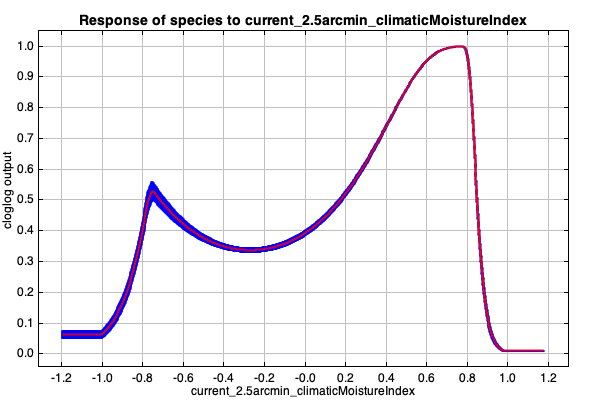 Response of species to current_2.5arcmin_climaticMoistureIndex
1.0
0.9
0.8
0.7
0.6
0.5
0.4
0.3
0.2
0.1
0.0
cloglog output
-1.2 -1.0 -0.8 -0.6 -0.4 -0.2 -0.0 0.2 0.4 0.6 0.8 1.0 1.2
current_2.5arcmin_climaticMoistureIndex